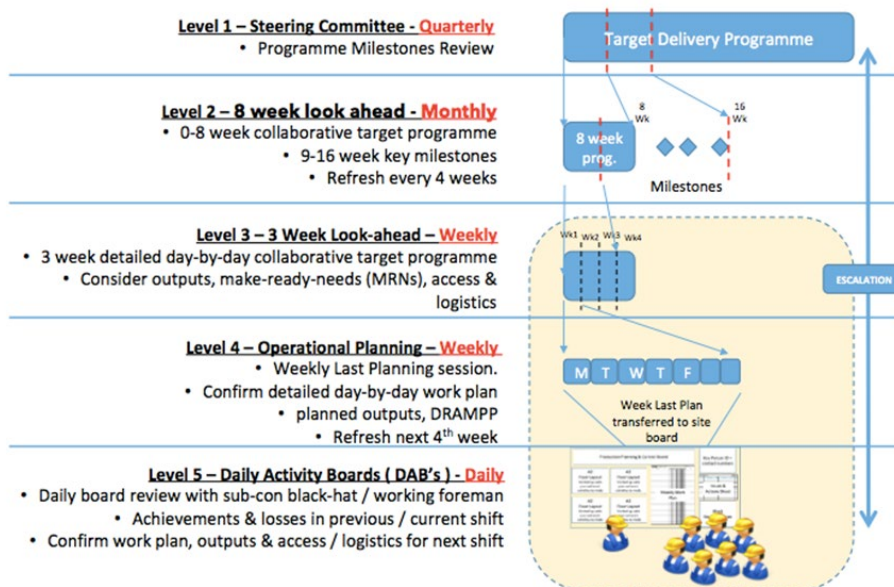 Level 1 – Steering Committee - Quarterly
• Programme Milestones Review
Target Delivery Programme
Level 2 – 8 week look ahead - Monthly
• 0-8 week collaborative target programme
• 9-16 week key milestones
• Refresh every 4 weeks
8
Wk
16
Wk
8 week
prog.
Milestones
Level 3 – 3 Week Look-ahead – Weekly
• 3 week detailed day-by-day collaborative target programme
• Consider outputs, make-ready-needs (MRNs), access &
logistics
Wk1 Wk2 Wk3 Wk4
ESCALATION
Level 4 – Operational Planning – Weekly
• Weekly Last Planning session.
• Confirm detailed day-by-day work plan
• planned outputs, DRAMPP
• Refresh next 4th week
M T W T F
Week Last Plan
transferred to site
board
Level 5 – Daily Activity Boards ( DAB's ) - Daily
• Daily board review with sub-con black-hat / working foreman
• Achievements & losses in previous / current shift
• Confirm work plan, outputs & access / logistics for next shift